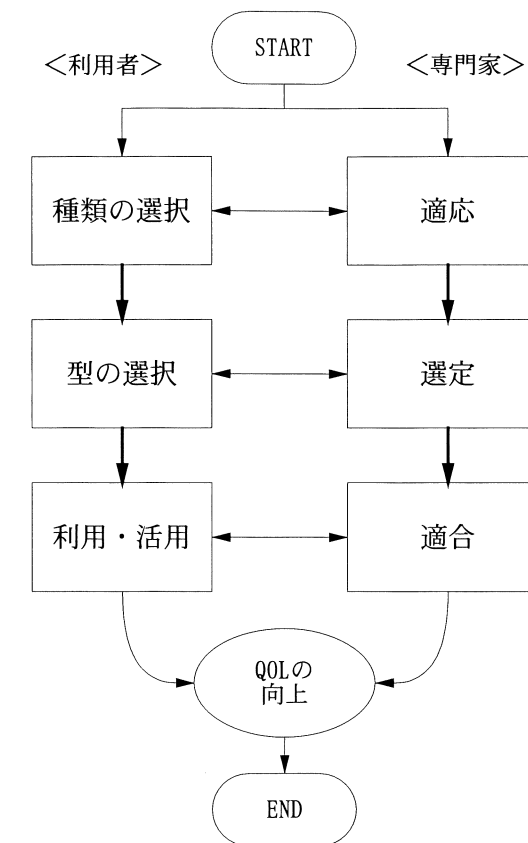 START
＜利用者＞
＜専門家＞
種類の選択
適応
型の選択
選定
利用・活用
適合
QOLの
向上
END